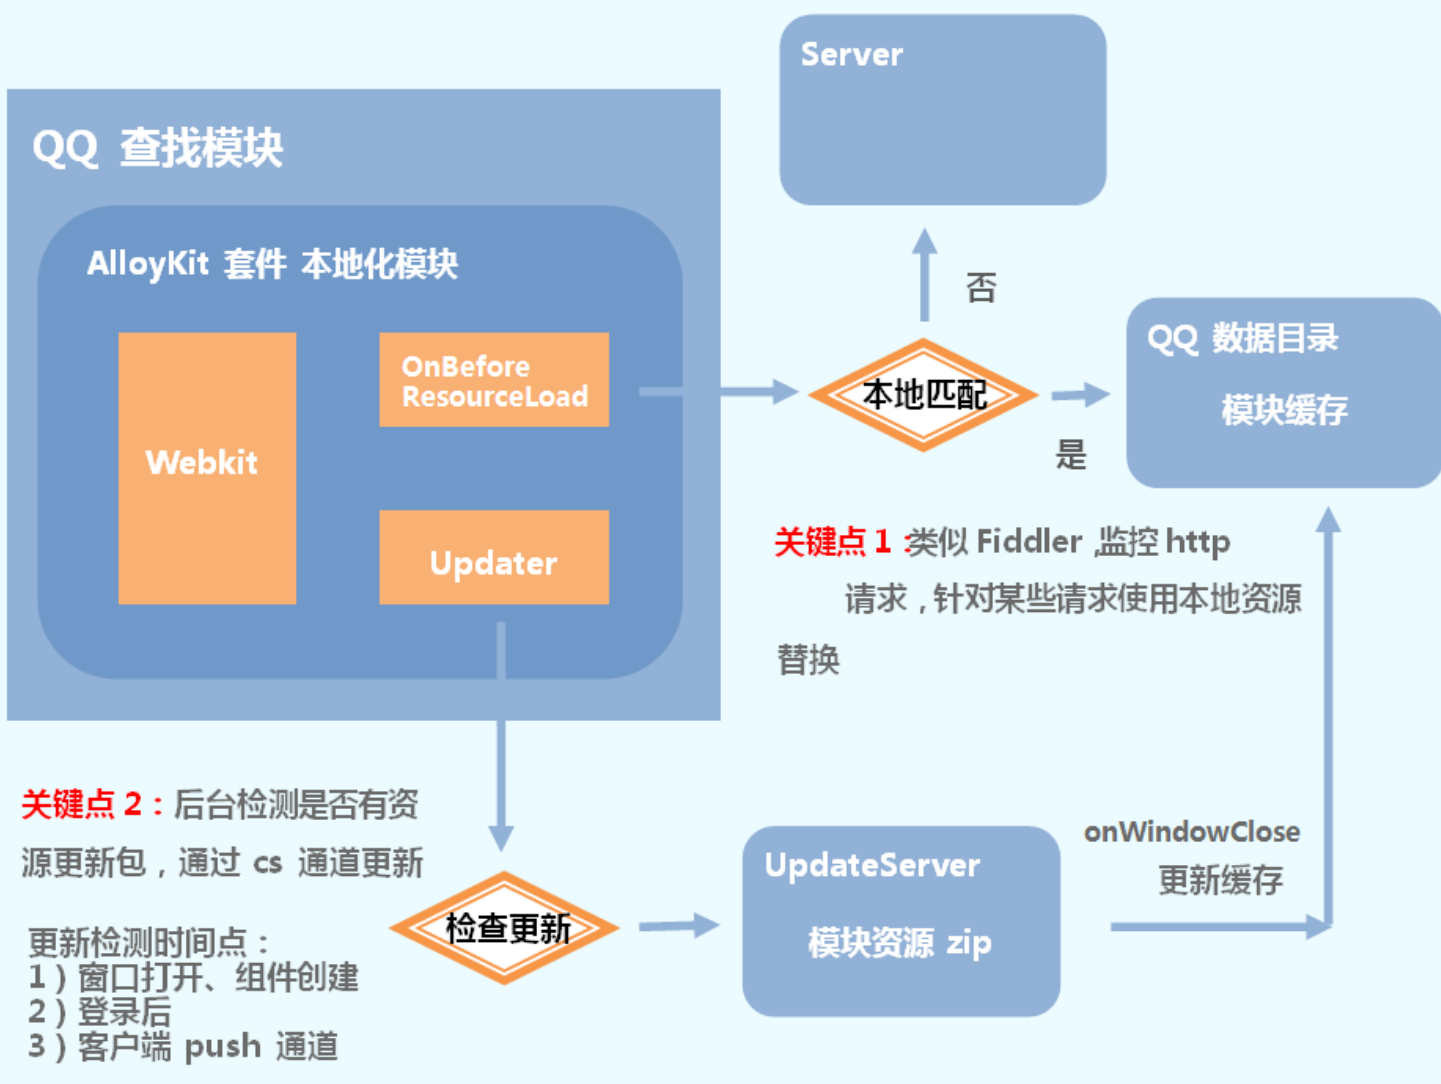 Server
QQ 查找模块
AlloyKit 套件 本地化模块
OnBefore
ResourceLoad
Webkit
Updater
否
本地匹配
是
QQ 数据目录
模块缓存
关键点 1：类似 Fiddler ,监控 http
请求，针对某些请求使用本地资源
替换
关键点 2：后台检测是否有资
源更新包，通过 cs 通道更新
更新检测时间点：
1）窗口打开、组件创建
2）登录后
3）客户端 push 通道
检查更新
UpdateServer
模块资源 zip
onWindowClose
更新缓存